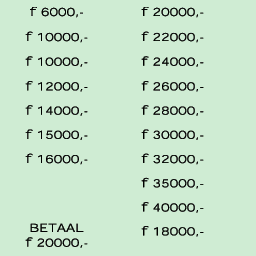 f 6000,-
f 10000,-
f 10000,-
f 12000,-
f 14000,-
f 15000,-
f 16000,-
BETAAL
f 20000,-
f 20000,-
f 22000,-
f 24000,-
f 26000,-
f 28000,-
f 30000,-
f 32000,-
f 35000,-
f 40000,-
f 18000,-